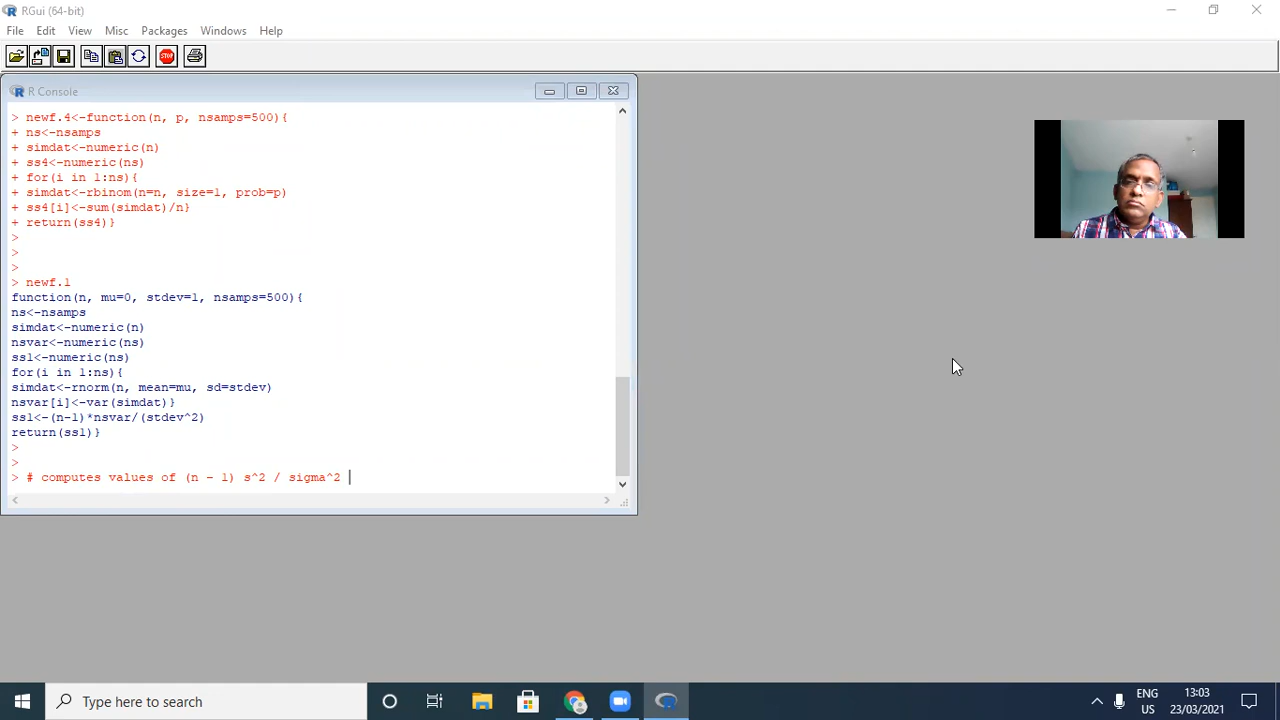 RGui (64-bit)
File Edit View Misc Packages Windows Help
STOP
R Console
> newf.4<-function(n, p, nsamps=500){
+ ns<-nsamps
+ simdat<-numeric(n)
+ ss4<-numeric(ns)
+ for(i in 1:ns){
+ simdat<-rbinom(n=n, size=1, prob=p)
+ ss4[i]<-sum(simdat)/n}
+ return(ss4)}
>
>
>
> newf.1
function(n, mu=0, stdev=1, nsamps=500){
ns<-nsamps
simdat<-numeric(n)
nsvar<-numeric(ns)
ss1<-numeric(ns)
for(i in 1:ns){
simdat<-rnorm(n, mean=mu, sd=stdev)
nsvar[i]<-var(simdat)}
ss1<-(n-1)*nsvar/(stdev^2)
return(ss1)}
>
>
> # computes values of (n - 1) s^2 / sigma^2
Type here to search
ENG
US
13:03
23/03/2021